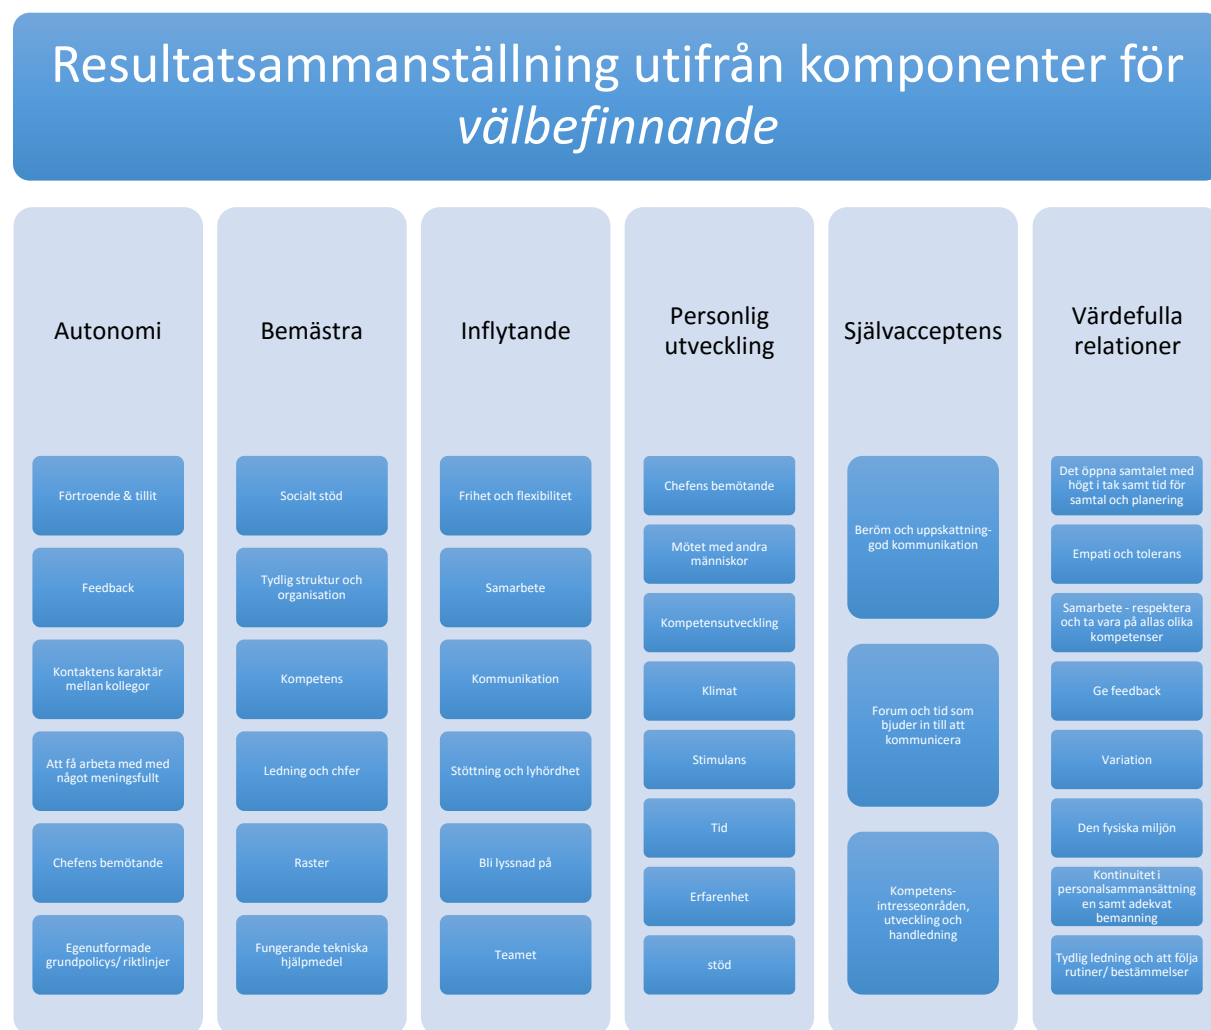 Resultatsammanställning utifrån komponenter för
välbefinnande
Autonomi
Förtroende & tillit
Feedback
Kontaktens karaktär
mellan kollegor
Att få arbeta med med
något meningsfullt
Chefens bemötande
Egenutformade
grundpolicys/ riktlinjer
Bemästra
Socialt stöd
Tydlig struktur och
organisation
Kompetens
Ledning och chfer
Raster
Fungerande tekniska
hjälpmedel
Inflytande
Frihet och flexibilitet
Samarbete
Kommunikation
Stöttning och lyhördhet
Bli lyssnad på
Teamet
Personlig
utveckling
Chefens bemötande
Mötet med andra
människor
Kompetensutveckling
Klimat
Stimulans
Tid
Erfarenhet
stöd
Självacceptens
Beröm och uppskattning-
god kommunikation
Forum och tid som
bjuder in till att
kommunicera
Kompetens-
intresseonråden,
utveckling och
handledning
Värdefulla
relationer
Det öppna samtalet med
högt i tak samt tid för
samtal och planering
Empati och tolerans
Samarbete - respektera
och ta vara på allas olika
kompetenser
Ge feedback
Variation
Den fysiska miljön
Kontinuitet i
personalsammansättning
en samt adekvat
bemanning
Tydlig ledning och att följa
rutiner/ bestämmelser